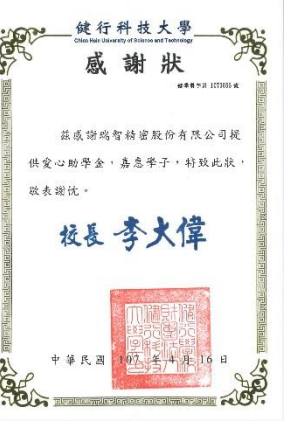 健行科技大學
Chien Hsin University of Science and Technology
感謝狀
茲感謝瑞智精密股份有限公司提
供愛心助學金，嘉惠學子，特致此狀，
敬表謝忱。
校長 李大偉
中華民國 107 年 4 月 16 日